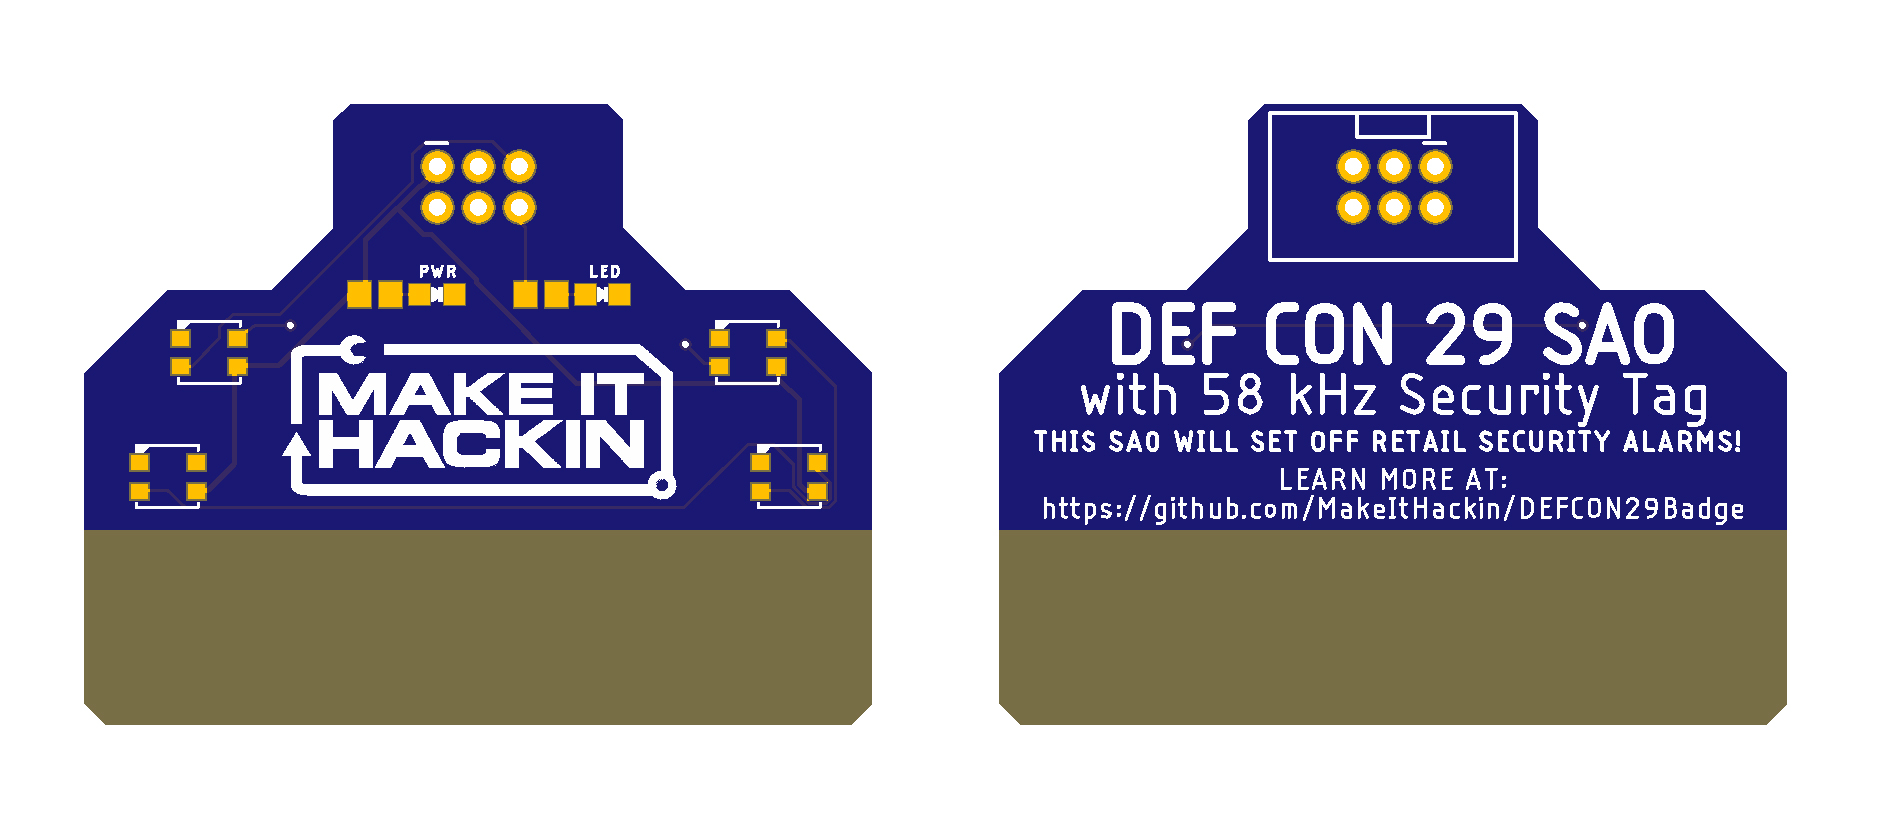 PWR
LED
MAKE IT
HACKIN
DEF CON 29 SAO
with 58 kHz Security Tag
THIS SAO WILL SET OFF RETAIL SECURITY ALARMS!
LEARN MORE AT:
https://github.com/MakeItHackin/DEFCON29Badge